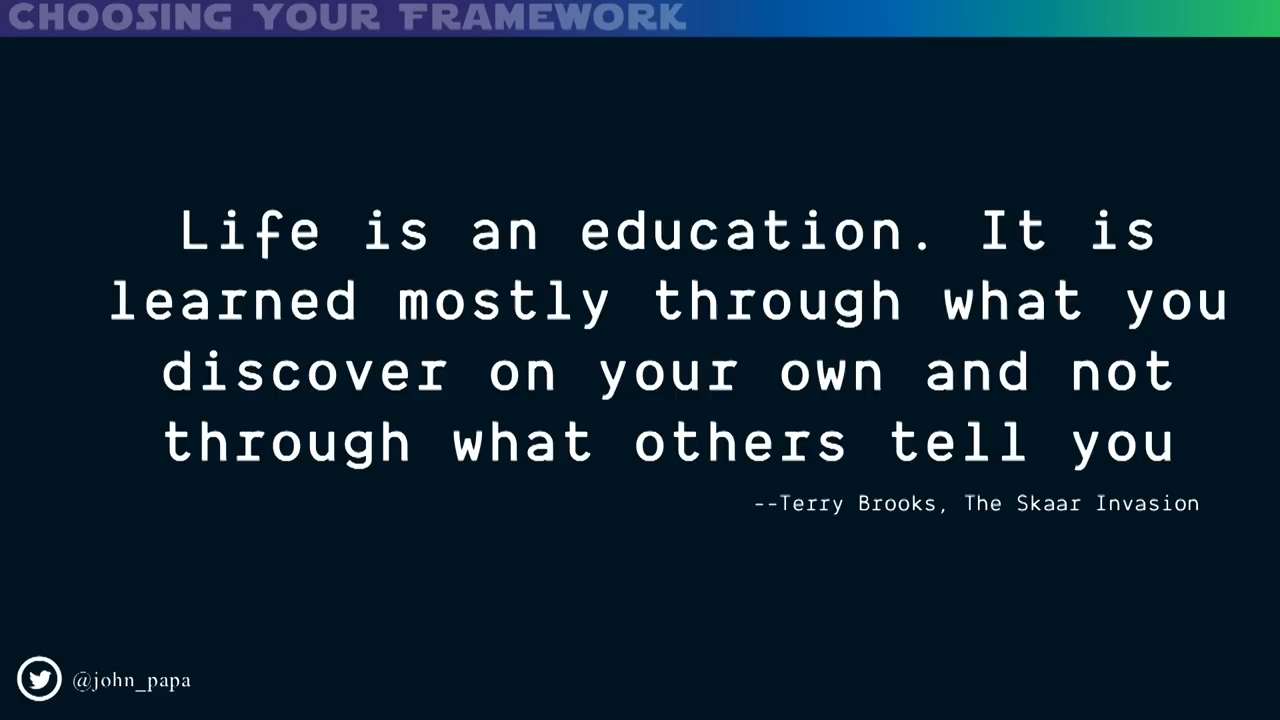 CHOOSING YOUR FRAMEWORK
Life is an education. It is
learned mostly through what you
discover on your own and not
through what others tell you
--Terry Brooks, The Skaar Invasion
@john_papa